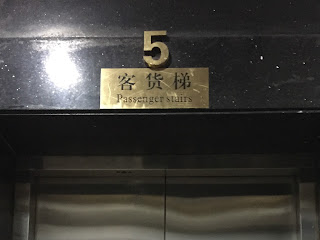 5
客货梯
Passenger stairs